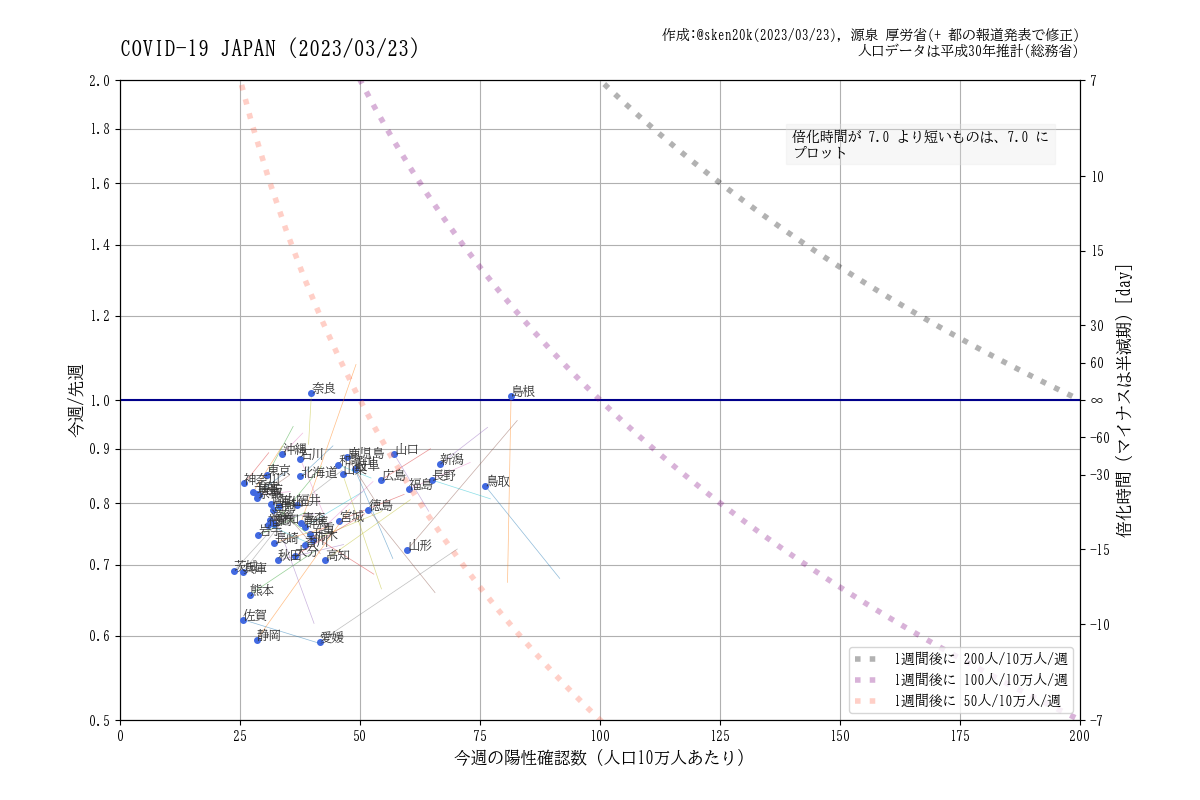 COVID-19 JAPAN (2023/03/23)
作成:@sken20k(2023/03/23), 源泉 厚労省(+ 都の報道発表で修正)
人口データは平成30年推計(総務省)
倍化時間が 7.0 より短いものは、7.0 に
プロット
今週/先週
2.0
1.8
1.6
1.4
1.2
1.0
0.9
0.8
0.7
0.6
0.5
7
10
15
30
60
∞
-60
-30
-15
-10
-7
倍化時間 (マイナスは半減期) [day]
奈良
島根
沖縄
石川
鹿児島
岐阜
山口
新潟
東京
北海道
神奈川
広島
長野
鳥取
福島
福井
徳島
宮城
岩手
長崎
山形
秋田
大分
高知
茨城
兵庫
熊本
佐賀
静岡
愛媛
1週間後に 200人/10万人/週
1週間後に 100人/10万人/週
1週間後に 50人/10万人/週
0
25
50
75
100
125
150
175
200
今週の陽性確認数 (人口10万人あたり)